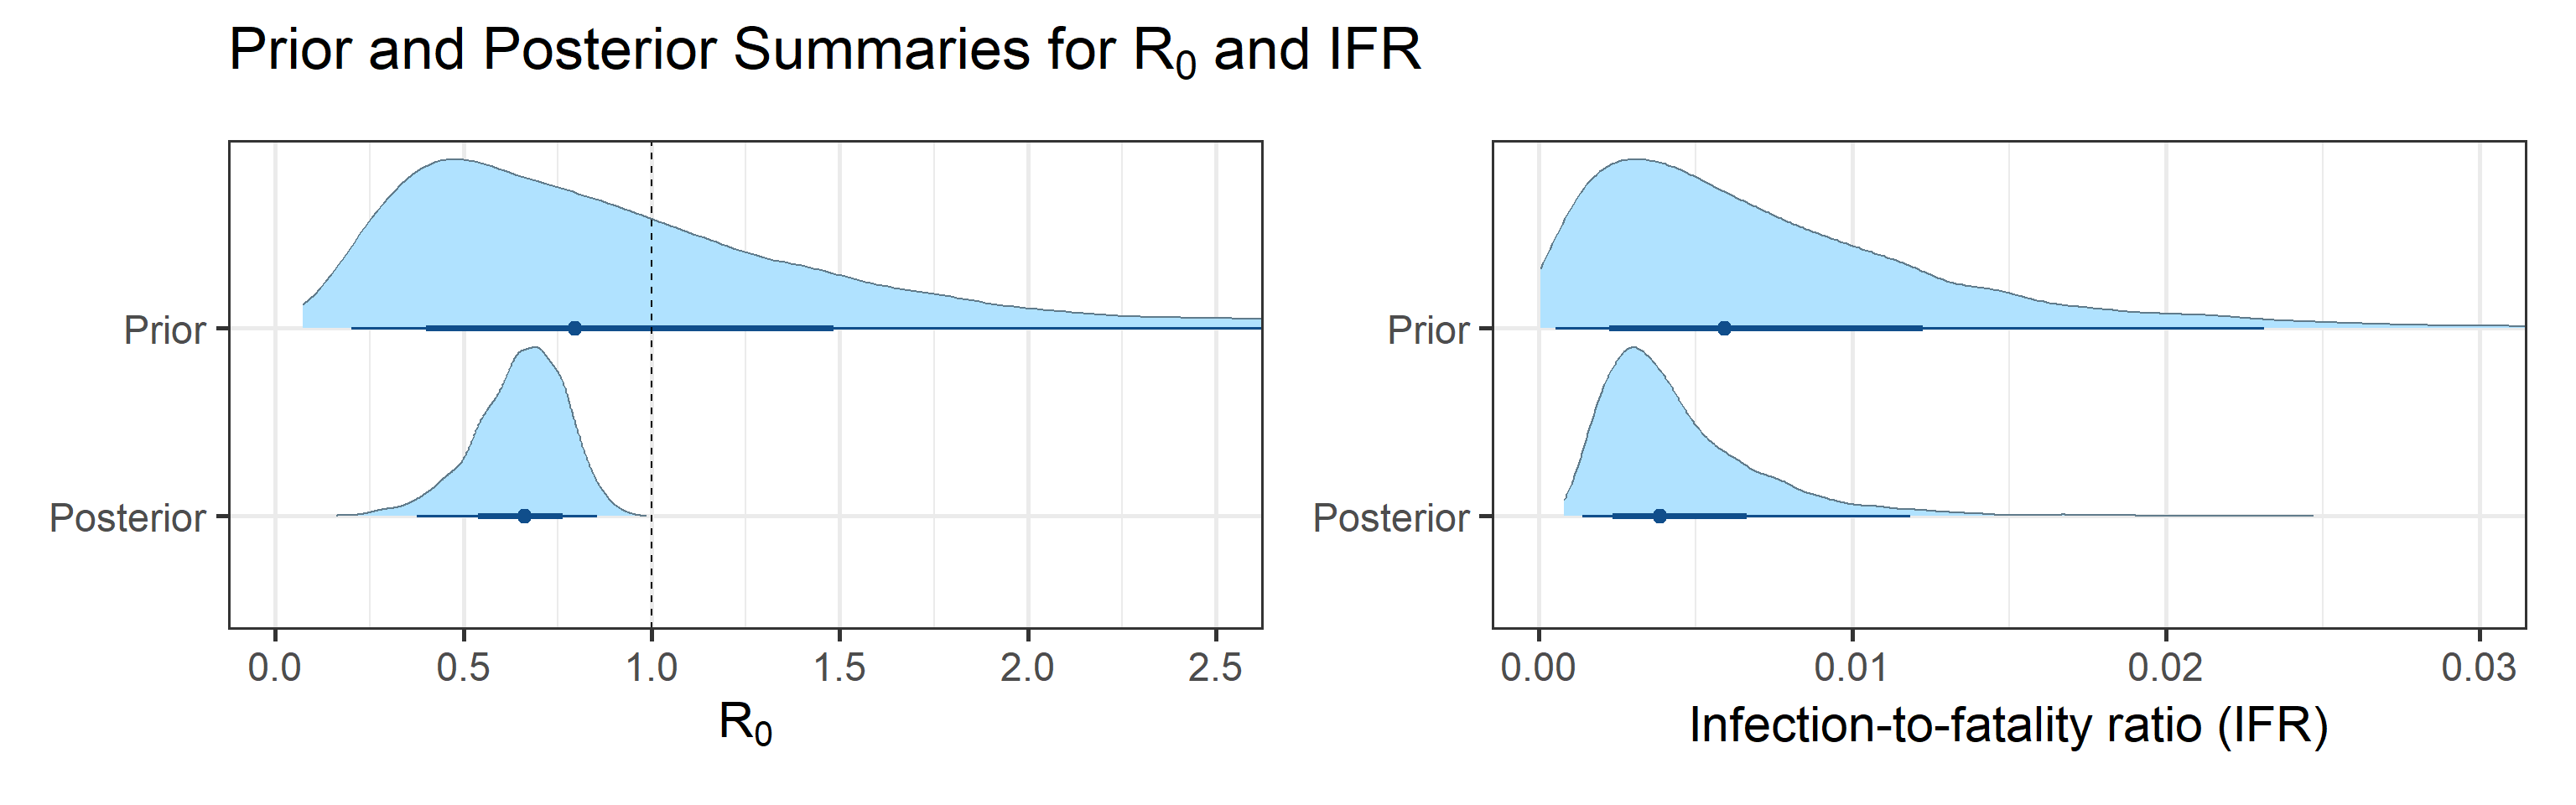 Prior and Posterior Summaries for R₀ and IFR
Prior
Posterior
0.0 0.5 1.0 1.5 2.0 2.5
R₀
Prior
Posterior
0.00 0.01 0.02 0.03
Infection-to-fatality ratio (IFR)